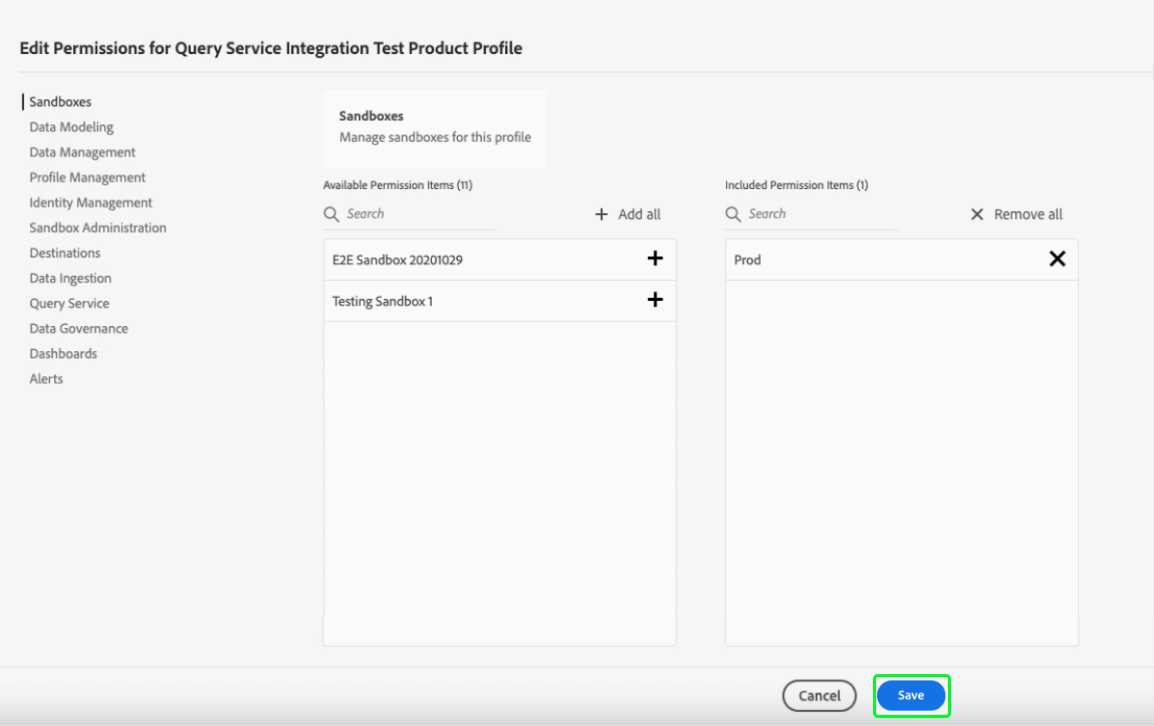 Edit Permissions for Query Service Integration Test Product Profile
Sandboxes
Data Modeling
Data Management
Profile Management
Identity Management
Sandbox Administration
Destinations
Data Ingestion
Query Service
Data Governance
Dashboards
Alerts
Sandboxes
Manage sandboxes for this profile
Available Permission Items (11)
Search
Add all
E2E Sandbox 20201029
Testing Sandbox 1
Included Permission Items (1)
Search
Remove all
Prod
Cancel
Save